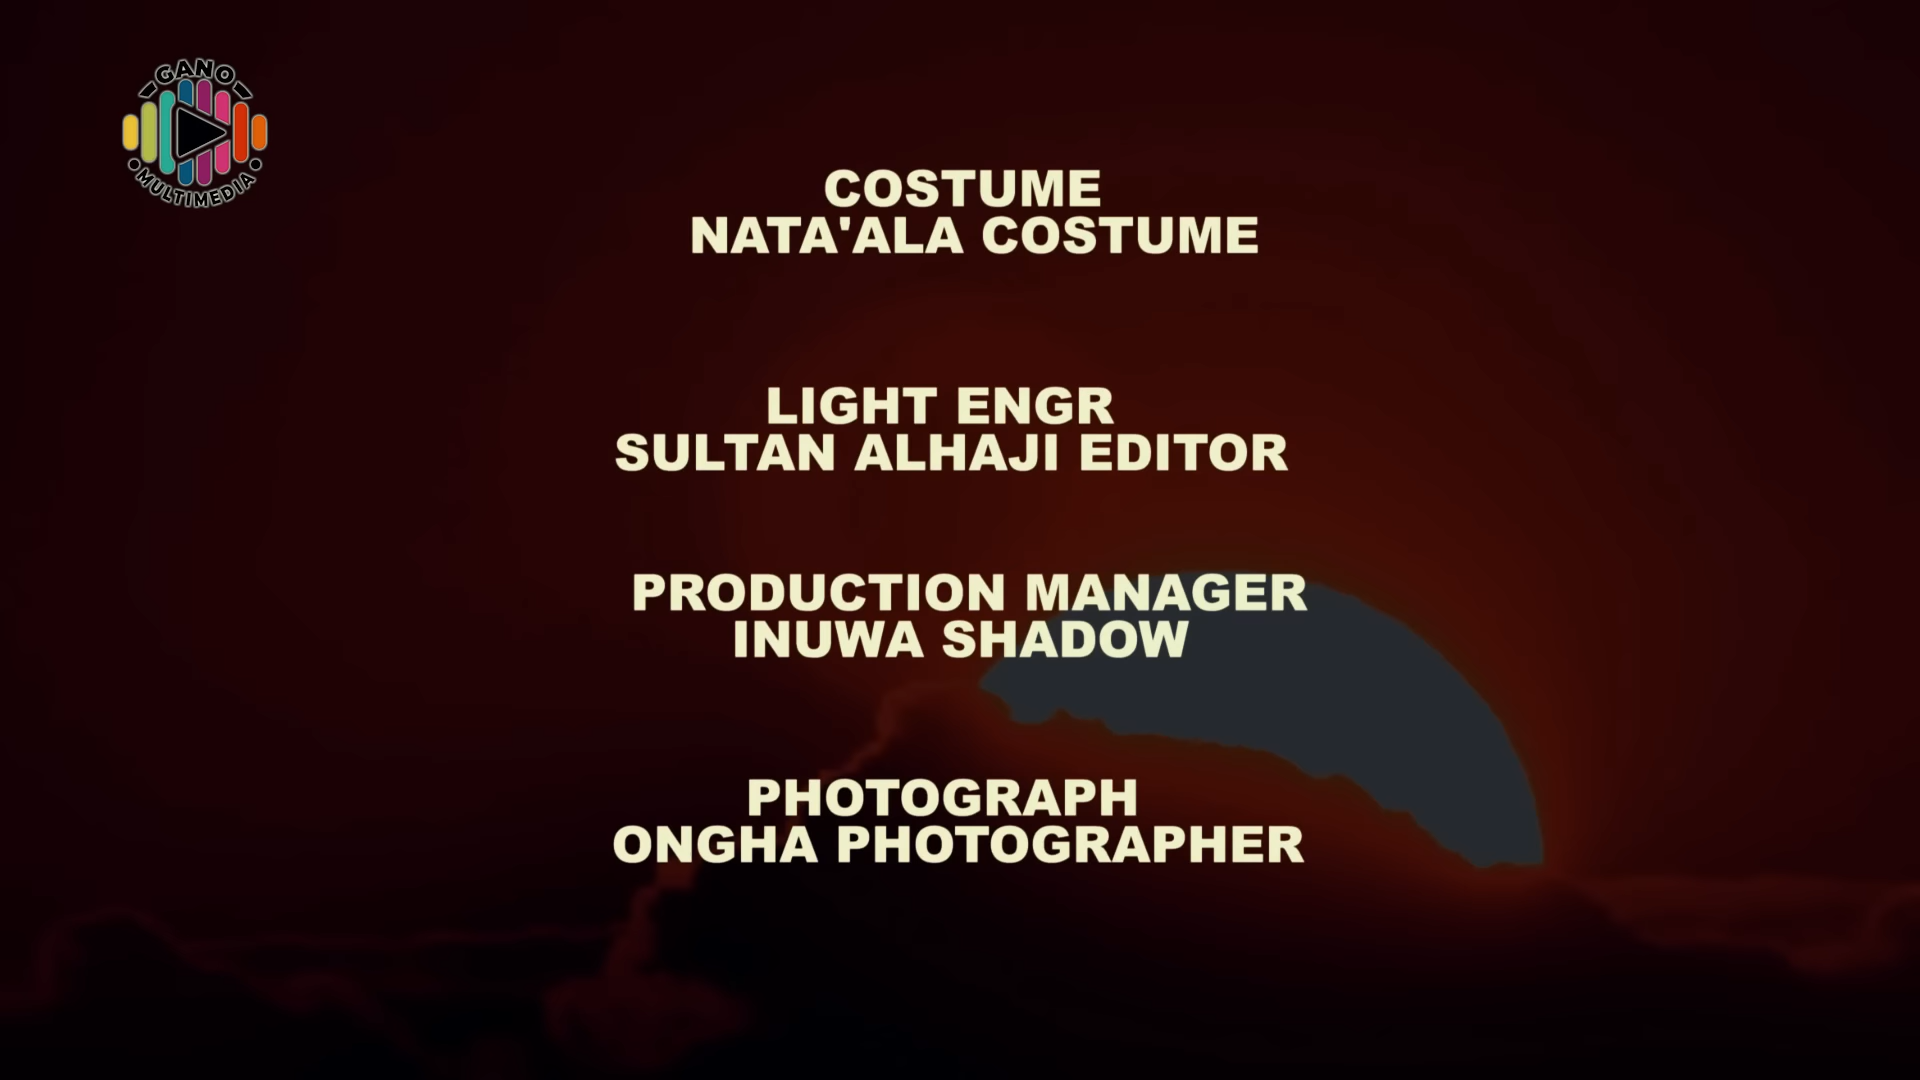 GANO
MULTIMEDIA
COSTUME
NATA'ALA COSTUME
LIGHT ENGR
SULTAN ALHAJI EDITOR
PRODUCTION MANAGER
INUWA SHADOW
PHOTOGRAPH
ONGHA PHOTOGRAPHER